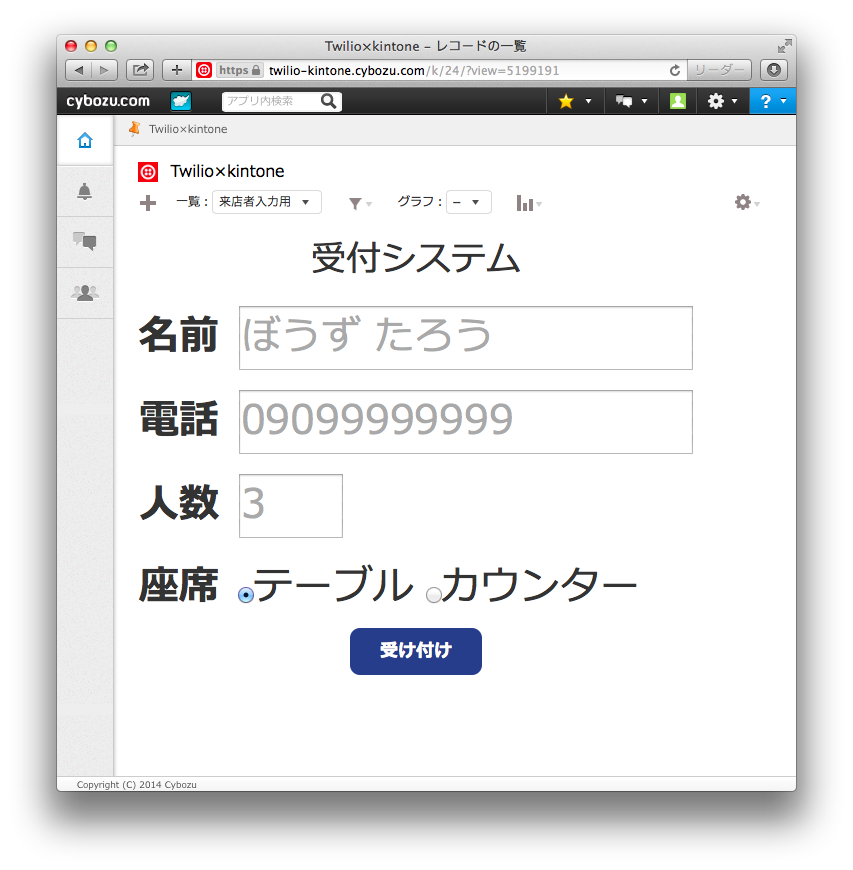 Twilio×kintone – レコードの一覧
https twilio-kintone.cybozu.com/k/24/?view=5199191 リーダー
cybozu.com アプリ内検索 ?
Twilio×kintone
Twilio×kintone
一覧 : 来店者入力用 グラフ : –
受付システム
名前 ぼうず たろう
電話 09099999999
人数 3
座席 テーブル カウンター
受け付け
Copyright (C) 2014 Cybozu